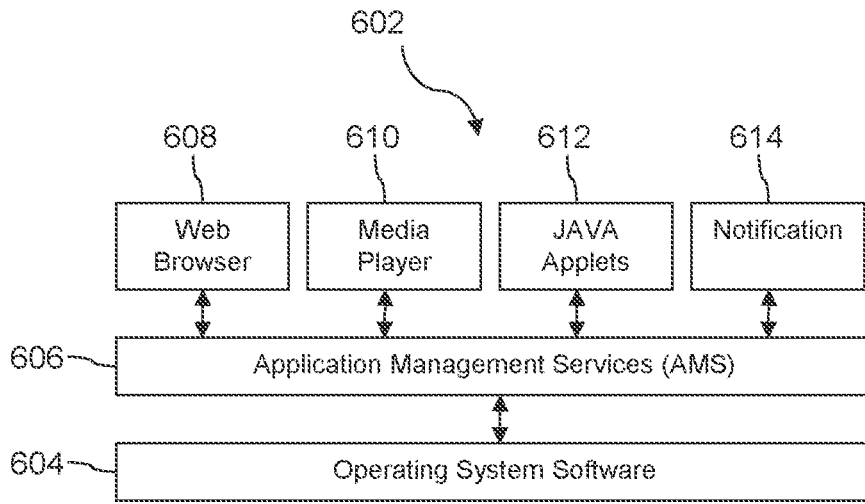 602
608
610
612
614
Web
Browser
Media
Player
JAVA
Applets
Notification
606
Application Management Services (AMS)
604
Operating System Software